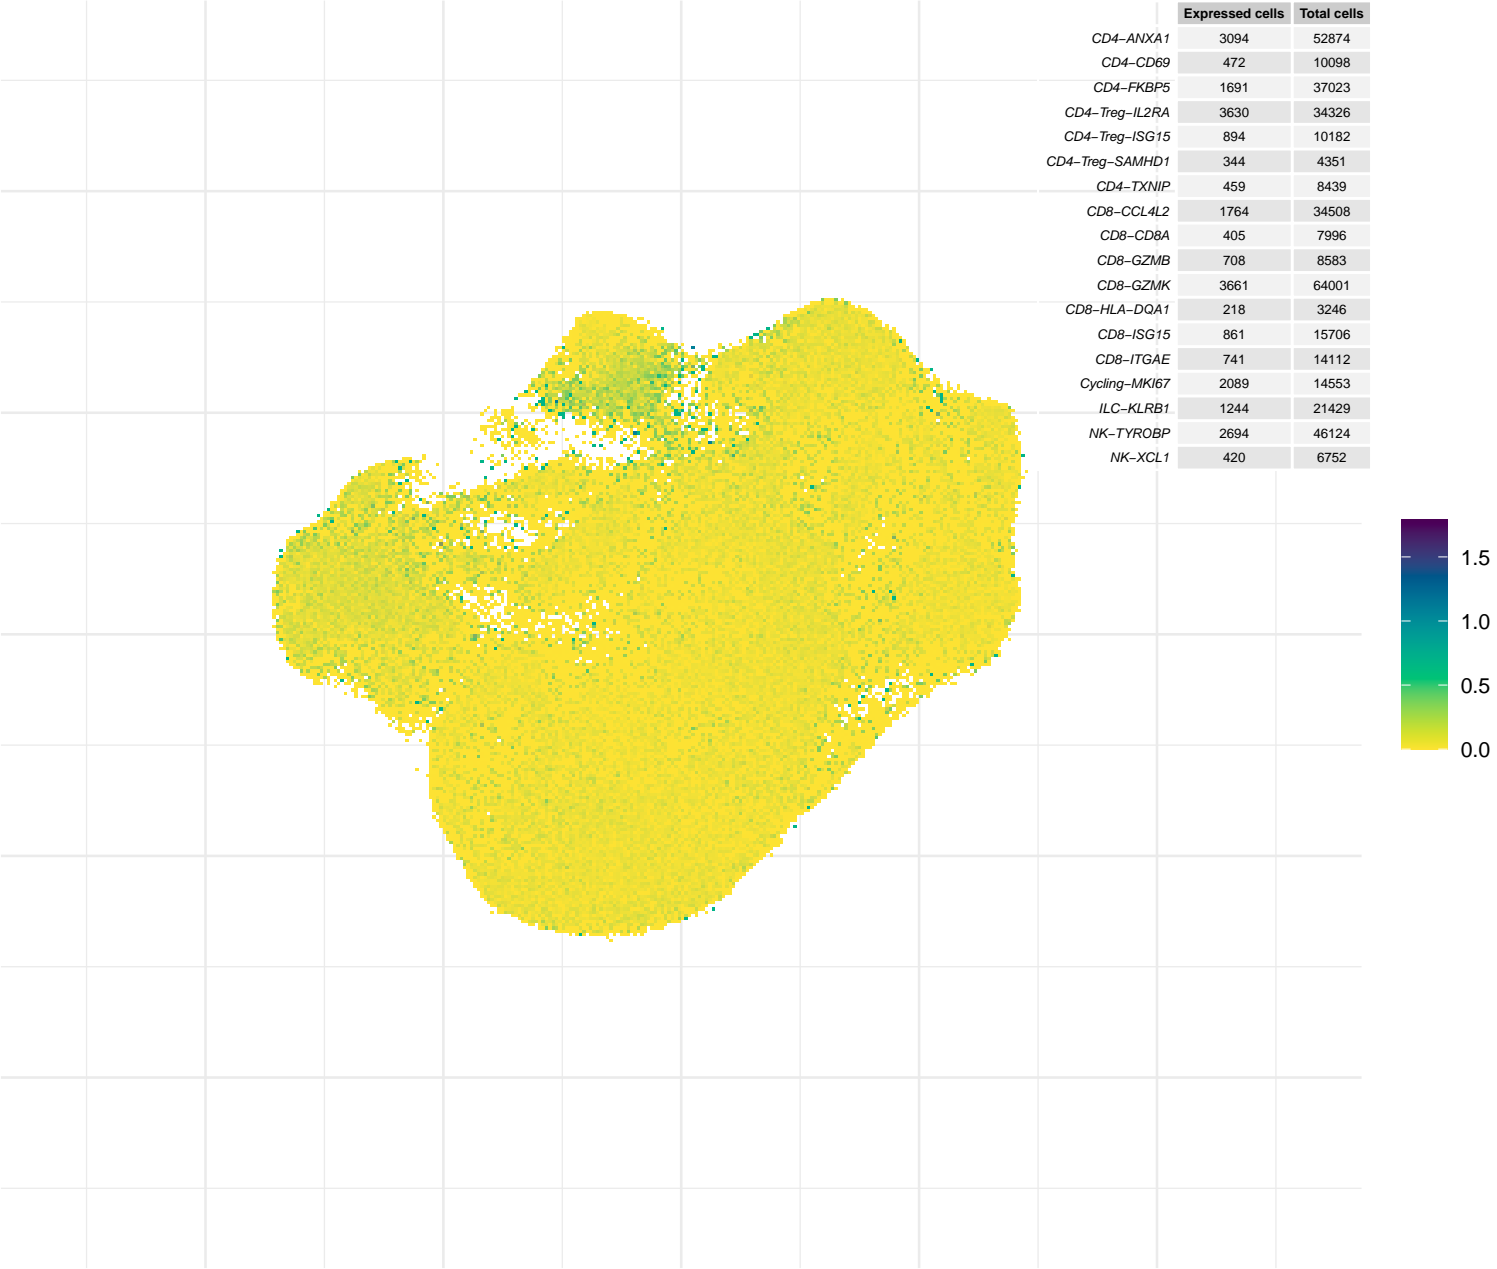 Expressed cells Total cells
CD4−ANXA1 3094 52874
CD4−CD69 472 10098
CD4−FKBP5 1691 37023
CD4−Treg−IL2RA 3630 34326
CD4−Treg−ISG15 894 10182
CD4−Treg−SAMHD1 344 4351
CD4−TXNIP 459 8439
CD8−CCL4L2 1764 34508
CD8−CD8A 405 7996
CD8−GZMB 708 8583
CD8−GZMK 3661 64001
CD8−HLA−DQA1 218 3246
CD8−ISG15 861 15706
CD8−ITGAE 741 14112
Cycling−MKI67 2089 14553
ILC−KLRB1 1244 21429
NK−TYROBP 2694 46124
NK−XCL1 420 6752
1.5
1.0
0.5
0.0